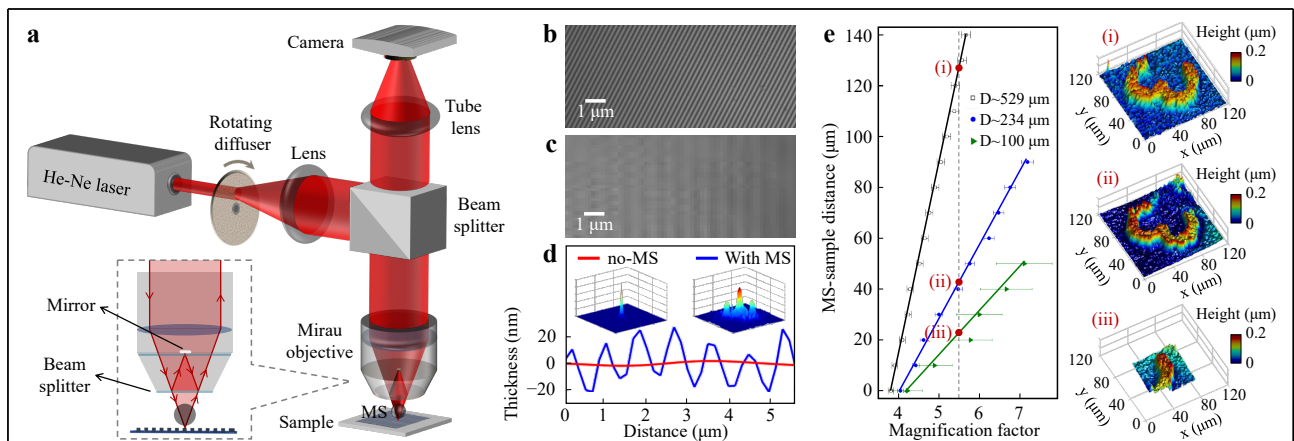 a
Camera
Tube
lens
Rotating
diffuser
Lens
He-Ne laser
Beam
splitter
Mirror
Beam
splitter
Mirau
objective
MS
Sample
b
1 μm
c
1 μm
d
no-MS
With MS
Thickness (nm)
20
0
−20
0
1
2
3
4
5
Distance (μm)
e
MS-sample distance (μm)
140
120
100
80
60
40
20
0
4
5
6
7
Magnification factor
(i)
(ii)
(iii)
D~529 μm
D~234 μm
D~100 μm
(i)
Height (μm)
0.2
0
120
80
40
0
y (μm)
0
40
80
120
x (μm)
(ii)
Height (μm)
0.2
0
120
80
40
0
y (μm)
0
40
80
120
x (μm)
(iii)
Height (μm)
0.2
0
120
80
40
0
y (μm)
0
40
80
120
x (μm)